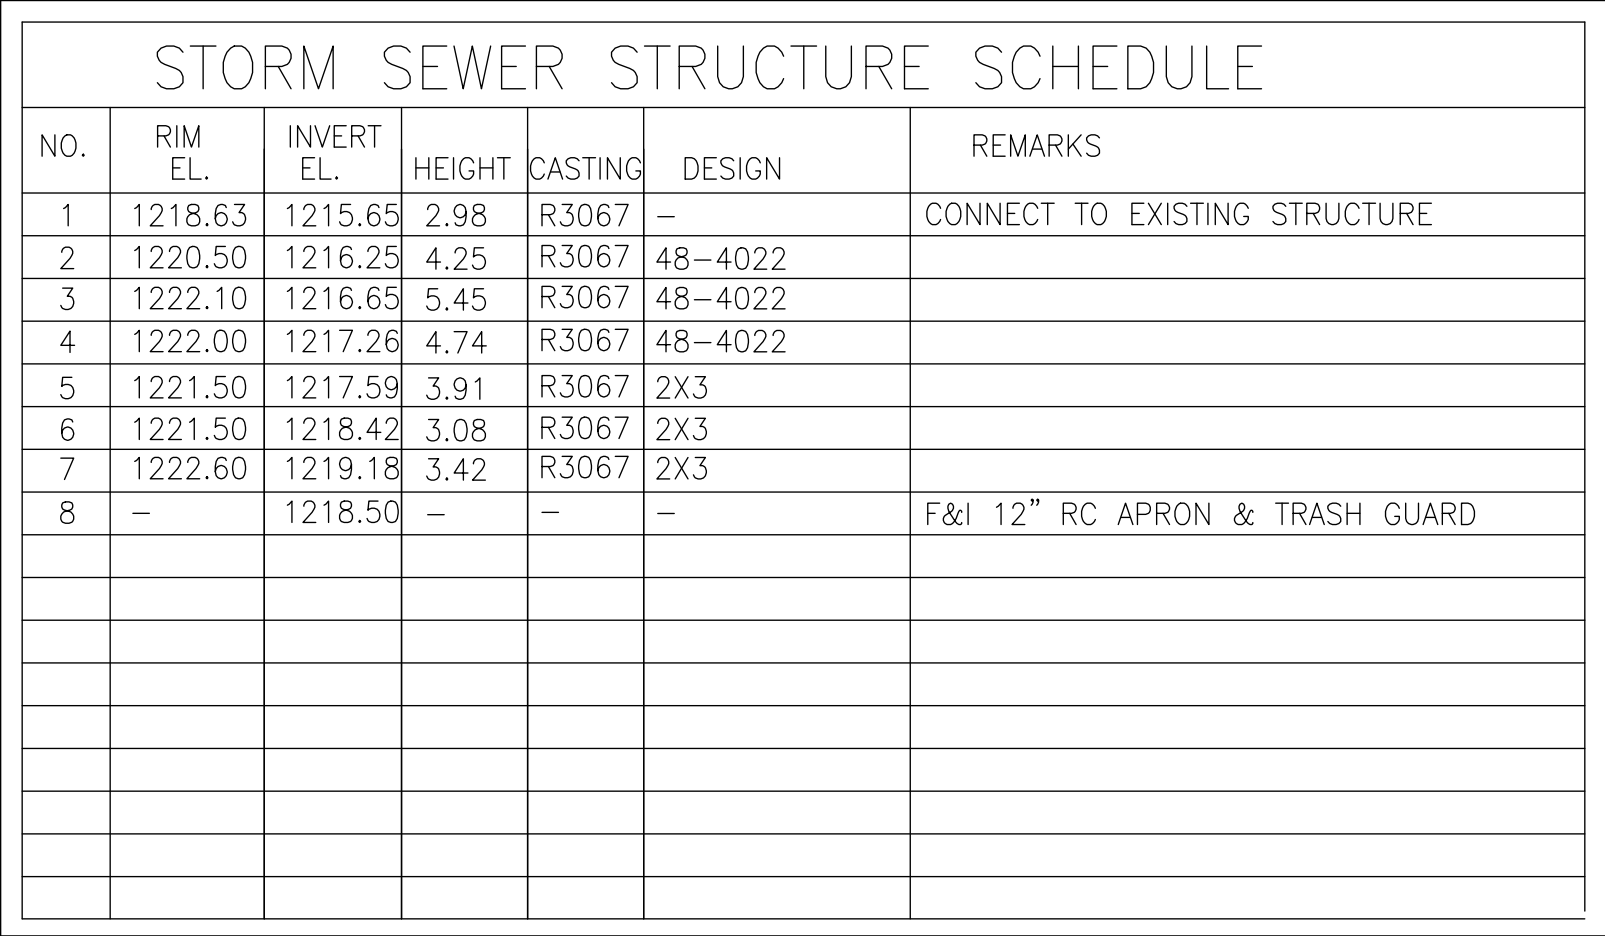 STORM SEWER STRUCTURE SCHEDULE
NO. RIM EL. INVERT EL. HEIGHT CASTING DESIGN REMARKS
1 1218.63 1215.65 2.98 R3067 – CONNECT TO EXISTING STRUCTURE
2 1220.50 1216.25 4.25 R3067 48–4022
3 1222.10 1216.65 5.45 R3067 48–4022
4 1222.00 1217.26 4.74 R3067 48–4022
5 1221.50 1217.59 3.91 R3067 2X3
6 1221.50 1218.42 3.08 R3067 2X3
7 1222.60 1219.18 3.42 R3067 2X3
8 – 1218.50 – – – F&I 12” RC APRON & TRASH GUARD